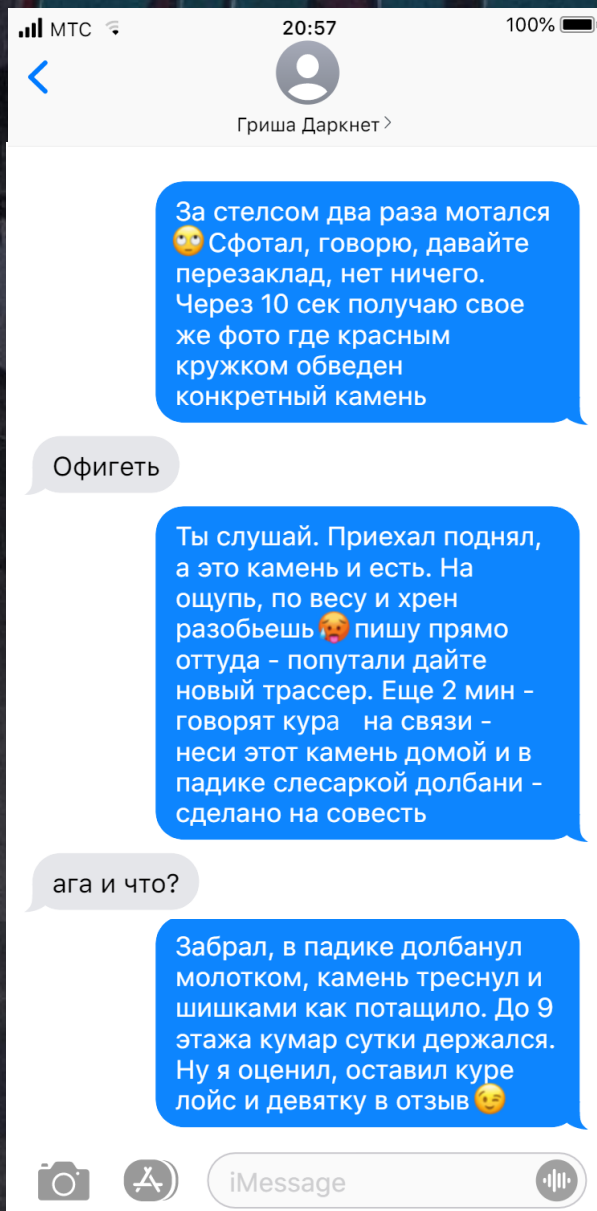 МТС
20:57
100%
Гриша Даркнет
За стелсом два раза мотался
🙄Сфотал, говорю, давайте
перезаклад, нет ничего.
Через 10 сек получаю свое
же фото где красным
кружком обведен
конкретный камень
Офигеть
Ты слушай. Приехал поднял,
а это камень и есть. На
ощупь, по весу и хрен
разобьешь🥵пишу прямо
оттуда - попутали дайте
новый трассер. Еще 2 мин -
говорят кура на связи -
неси этот камень домой и в
падике слесаркой долбани -
сделано на совесть
ага и что?
Забрал, в падике долбанул
молотком, камень треснул и
шишками как потащило. До 9
этажа кумар сутки держался.
Ну я оценил, оставил куре
лойс и девятку в отзыв😉
iMessage